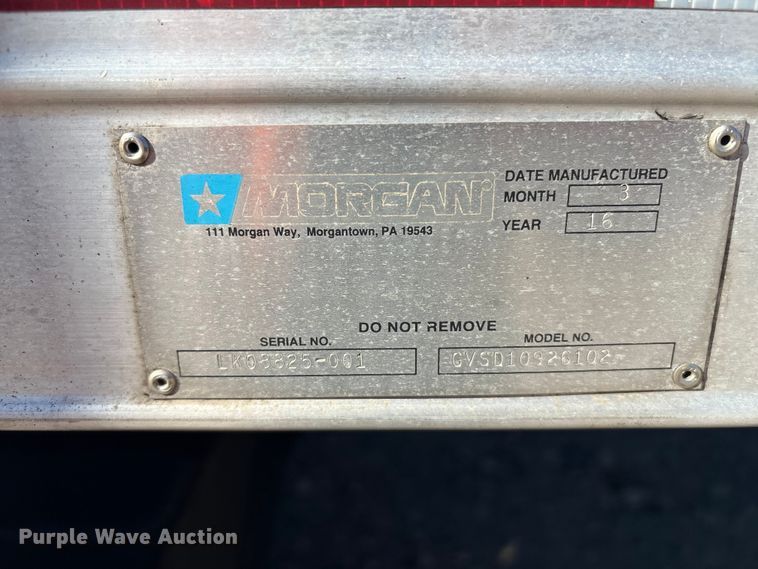 MORGAN
111 Morgan Way, Morgantown, PA 19543
DATE MANUFACTURED
MONTH 3
YEAR 16
DO NOT REMOVE
SERIAL NO.
MODEL NO.
Purple Wave Auction